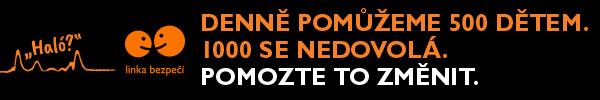 „Haló?“
linka bezpečí
DENNĚ POMŮŽEME 500 DĚTEM.
1000 SE NEDOVOLÁ.
POMOZTE TO ZMĚNIT.